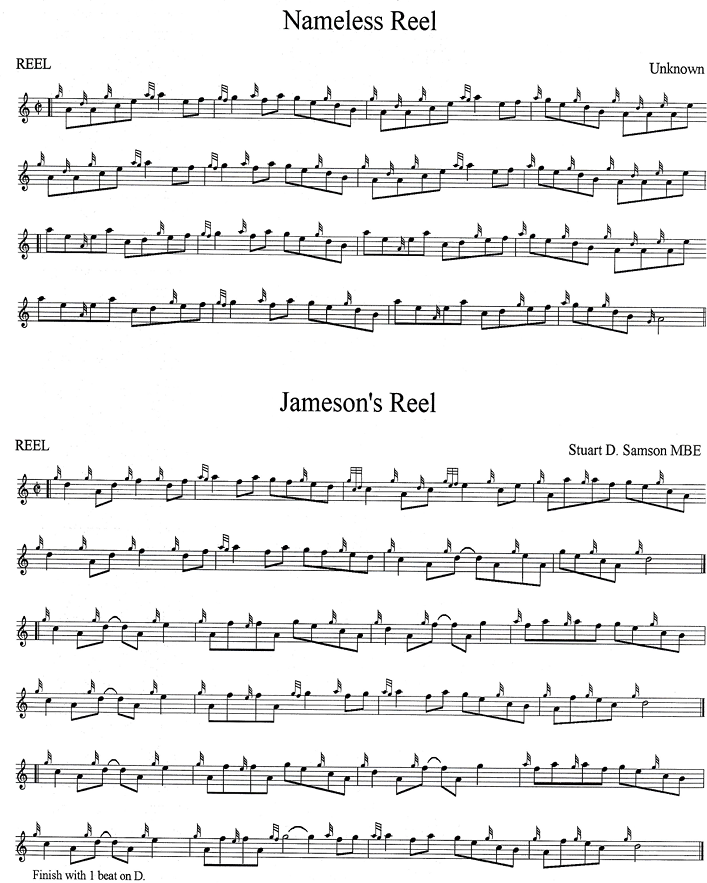 Nameless Reel
REEL
Unknown
Jameson's Reel
REEL
Stuart D. Samson MBE
Finish with 1 beat on D.